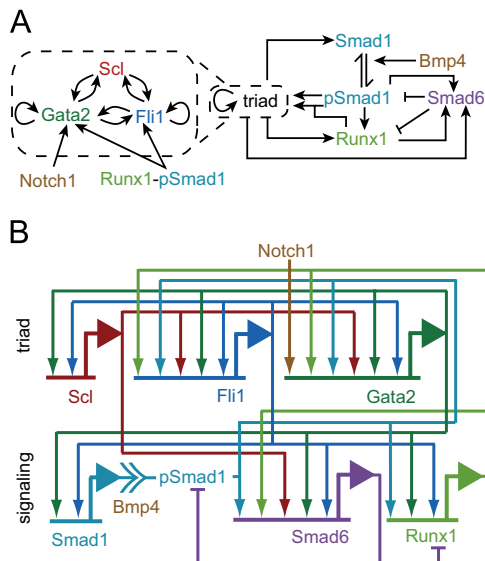 A
Scl
Gata2
Fli1
Notch1
Runx1-pSmad1
triad
Smad1
Bmp4
pSmad1
Smad6
Runx1
B
Notch1
triad
Scl
Fli1
Gata2
signaling
pSmad1
Bmp4
Smad1
Smad6
Runx1